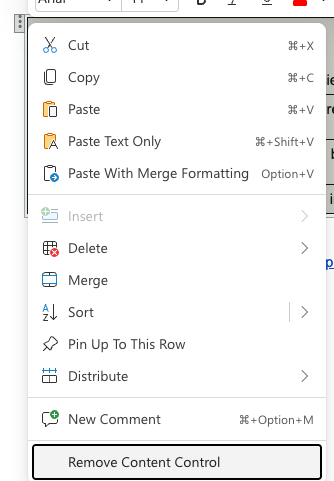 Cut ⌘+X
Copy ⌘+C
Paste ⌘+V
Paste Text Only ⌘+Shift+V
Paste With Merge Formatting Option+V
Insert
Delete
Merge
Sort
Pin Up To This Row
Distribute
New Comment ⌘+Option+M
Remove Content Control